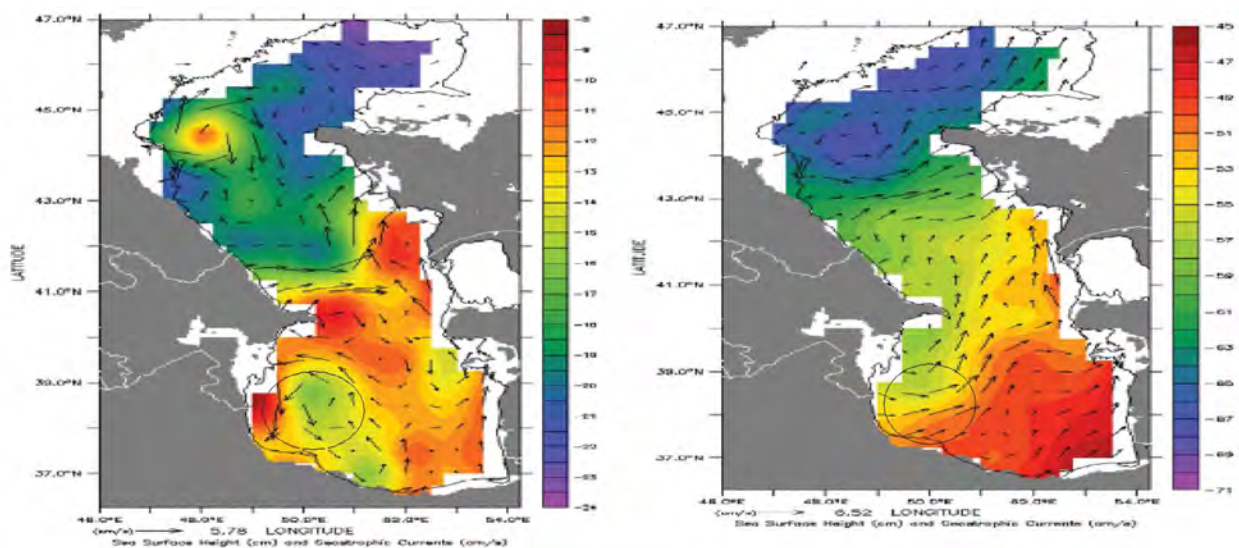 47.0°N
45.0°N
43.0°N
41.0°N
39.0°N
37.0°N
LATITUDE
46.0°E 48.0°E 50.0°E 52.0°E 54.0°E
(cm/s) 5.78 LONGITUDE
Sea Surface Height (cm) and Geostrophic Currents (cm/s)
-8
-9
-10
-11
-12
-13
-14
-15
-16
-17
-18
-19
-20
-21
-22
-23
-24
47.0°N
45.0°N
43.0°N
41.0°N
39.0°N
37.0°N
LATITUDE
46.0°E 48.0°E 50.0°E 52.0°E 54.0°E
(cm/s) 6.52 LONGITUDE
Sea Surface Height (cm) and Geostrophic Currents (cm/s)
-45
-47
-49
-51
-53
-55
-57
-59
-61
-63
-65
-67
-69
-71